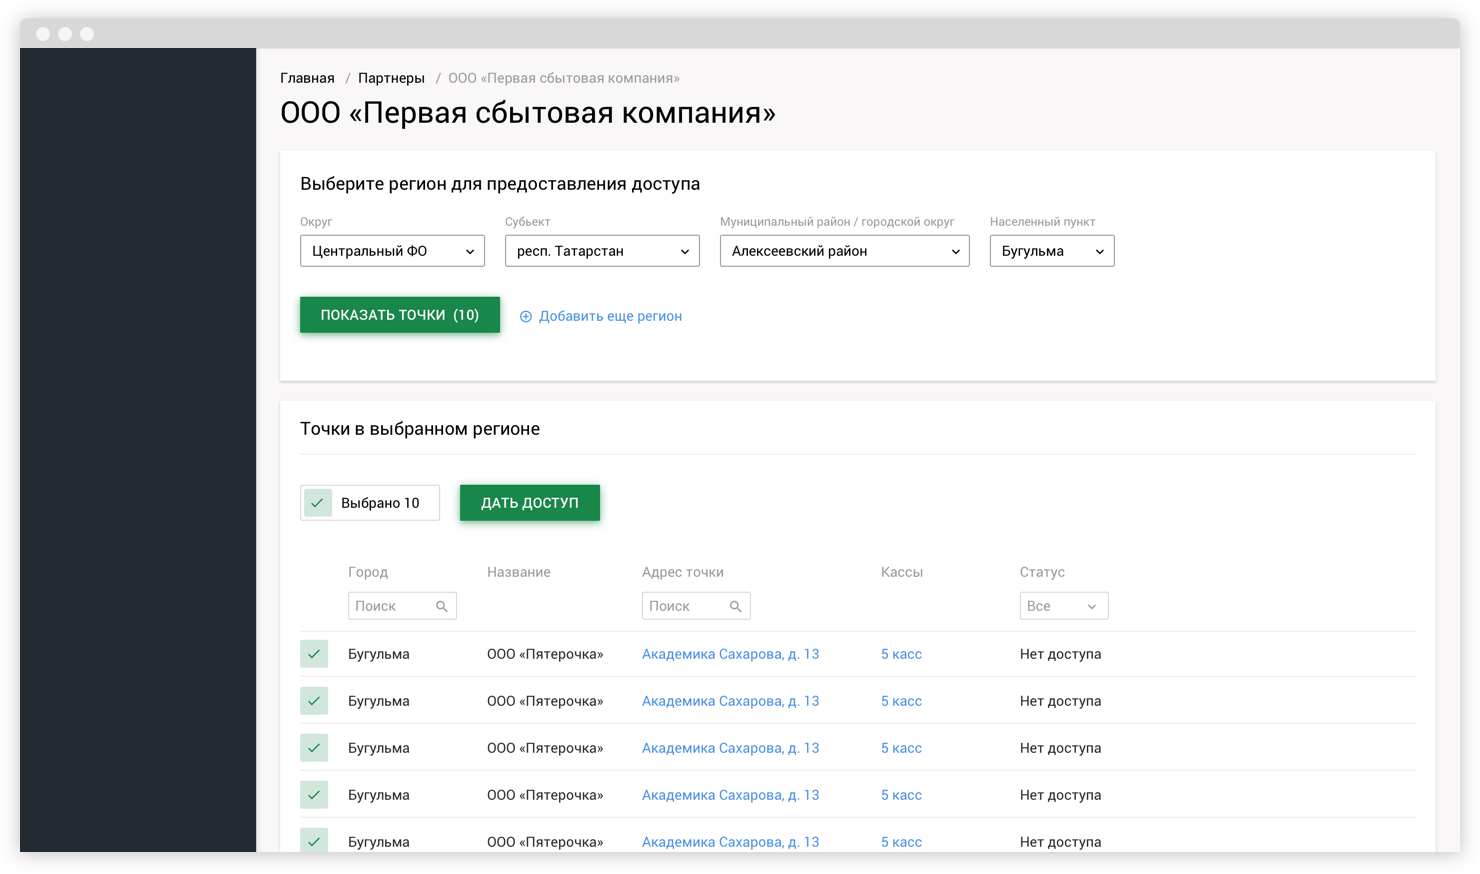 Главная / Партнеры / ООО «Первая сбытовая компания»
ООО «Первая сбытовая компания»
Выберите регион для предоставления доступа
Округ Субъект Муниципальный район / городской округ Населенный пункт
Центральный ФО респ. Татарстан Алексеевский район Бугульма
ПОКАЗАТЬ ТОЧКИ (10) Добавить еще регион
Точки в выбранном регионе
Выбрано 10 ДАТЬ ДОСТУП
Город Название Адрес точки Кассы Статус
Поиск Поиск Все
Бугульма ООО «Пятерочка» Академика Сахарова, д. 13 5 касс Нет доступа
Бугульма ООО «Пятерочка» Академика Сахарова, д. 13 5 касс Нет доступа
Бугульма ООО «Пятерочка» Академика Сахарова, д. 13 5 касс Нет доступа
Бугульма ООО «Пятерочка» Академика Сахарова, д. 13 5 касс Нет доступа
Бугульма ООО «Пятерочка» Академика Сахарова, д. 13 5 касс Нет доступа